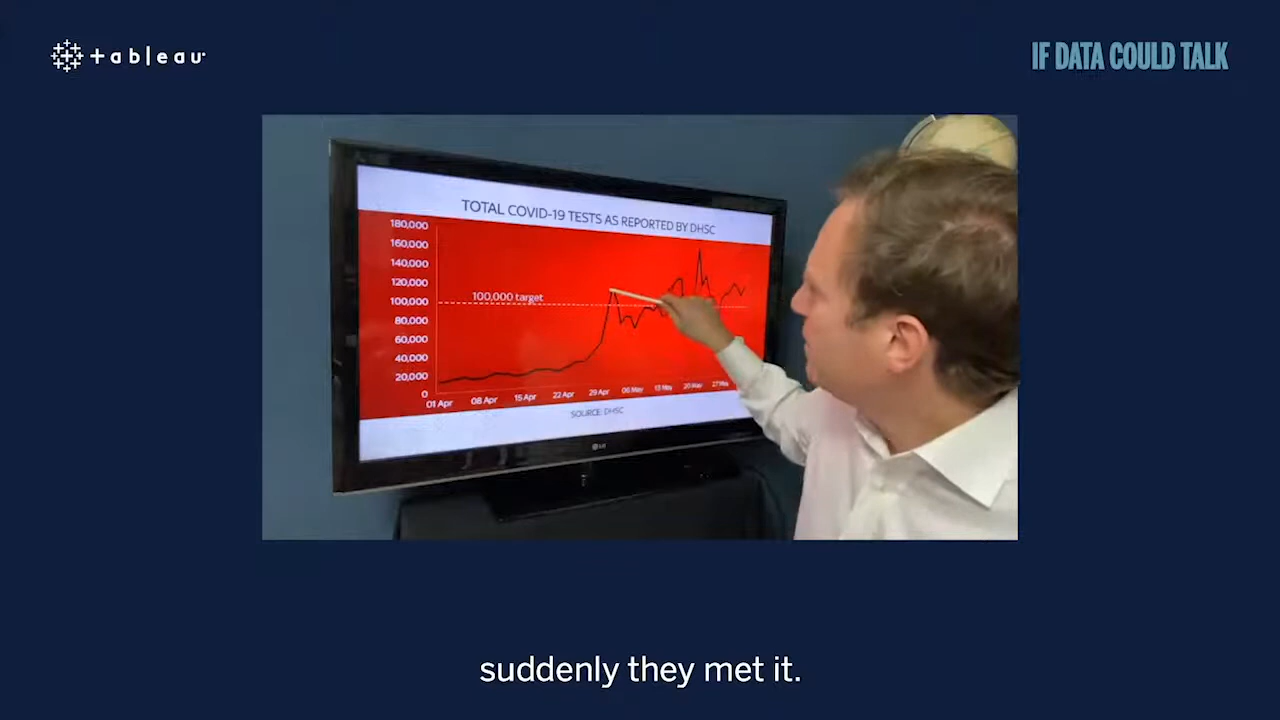 tableau
IF DATA COULD TALK
TOTAL COVID-19 TESTS AS REPORTED BY DHSC
180,000
160,000
140,000
120,000
100,000
100,000 target
80,000
60,000
40,000
20,000
0
01 Apr 08 Apr 15 Apr 22 Apr 29 Apr 06 May 13 May 20 May 27 May
SOURCE: DHSC
LG
suddenly they met it.